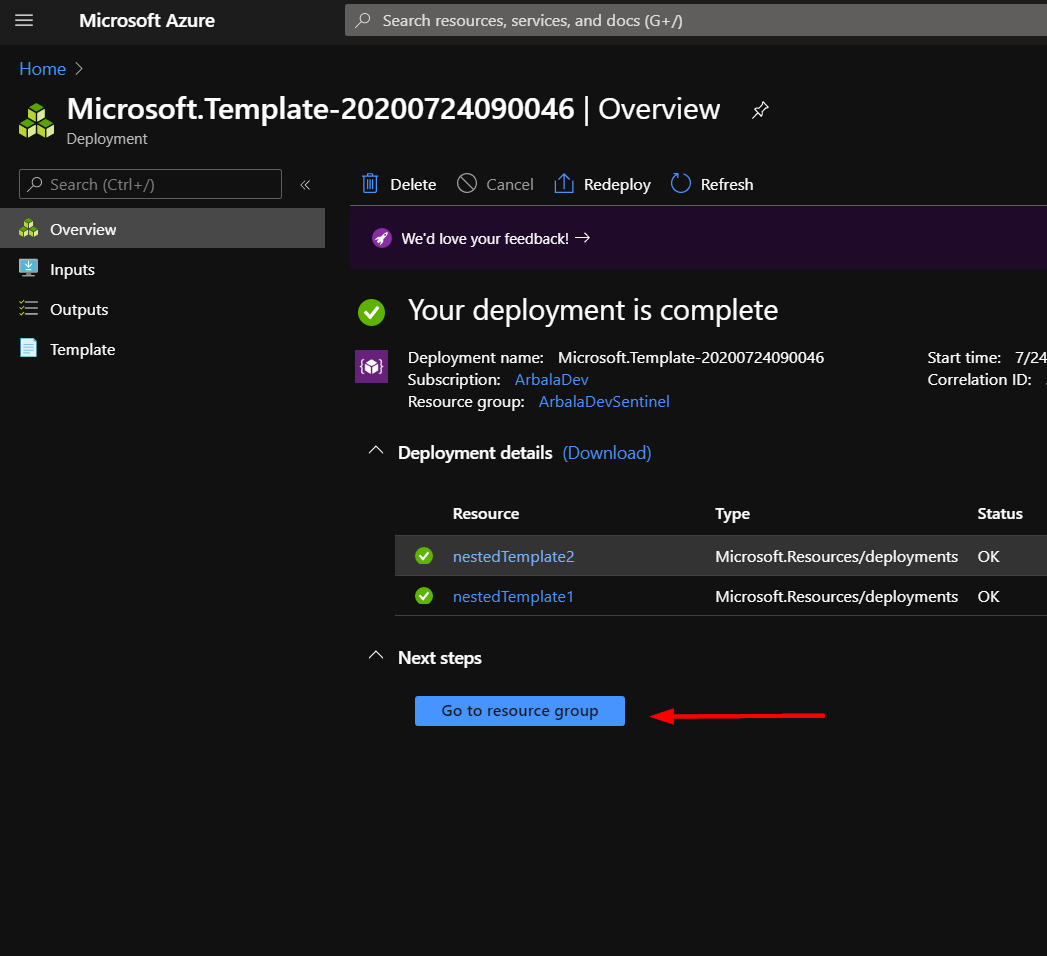 Microsoft Azure
Search resources, services, and docs (G+/)
Home
Microsoft.Template-20200724090046 | Overview
Deployment
Search (Ctrl+/)
«
Delete
Cancel
Redeploy
Refresh
Overview
Inputs
Outputs
Template
We'd love your feedback! →
Your deployment is complete
Deployment name: Microsoft.Template-20200724090046
Subscription: ArbalaDev
Resource group: ArbalaDevSentinel
Start time: 7/24
Correlation ID:
Deployment details (Download)
Resource Type Status
nestedTemplate2 Microsoft.Resources/deployments OK
nestedTemplate1 Microsoft.Resources/deployments OK
Next steps
Go to resource group